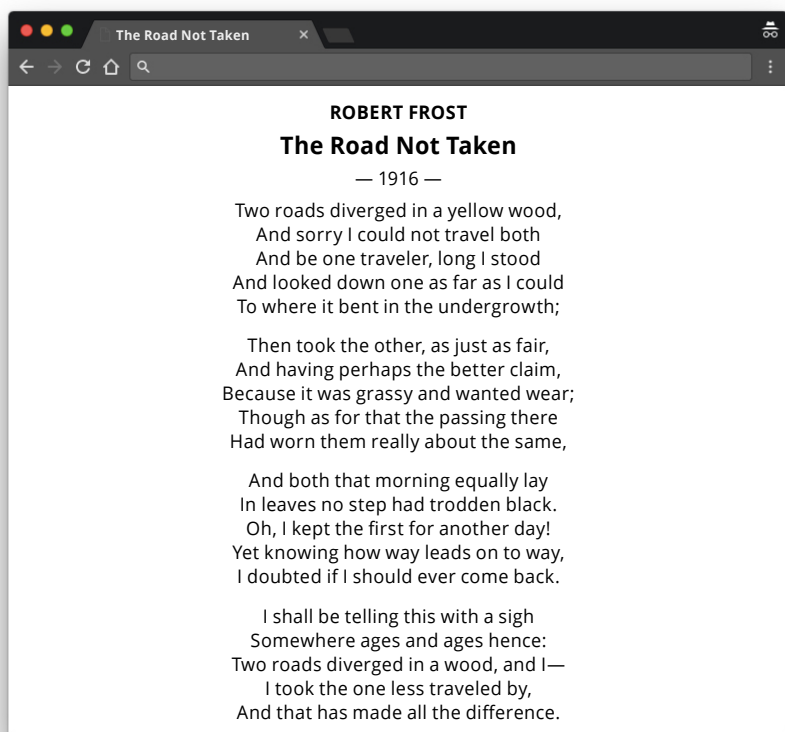 The Road Not Taken
ROBERT FROST
The Road Not Taken
— 1916 —
Two roads diverged in a yellow wood,
And sorry I could not travel both
And be one traveler, long I stood
And looked down one as far as I could
To where it bent in the undergrowth;
Then took the other, as just as fair,
And having perhaps the better claim,
Because it was grassy and wanted wear;
Though as for that the passing there
Had worn them really about the same,
And both that morning equally lay
In leaves no step had trodden black.
Oh, I kept the first for another day!
Yet knowing how way leads on to way,
I doubted if I should ever come back.
I shall be telling this with a sigh
Somewhere ages and ages hence:
Two roads diverged in a wood, and I—
I took the one less traveled by,
And that has made all the difference.